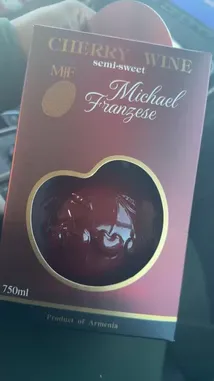 CHERRY WINE
semi-sweet
MF
Michael
Franzese
750ml
Product of Armenia